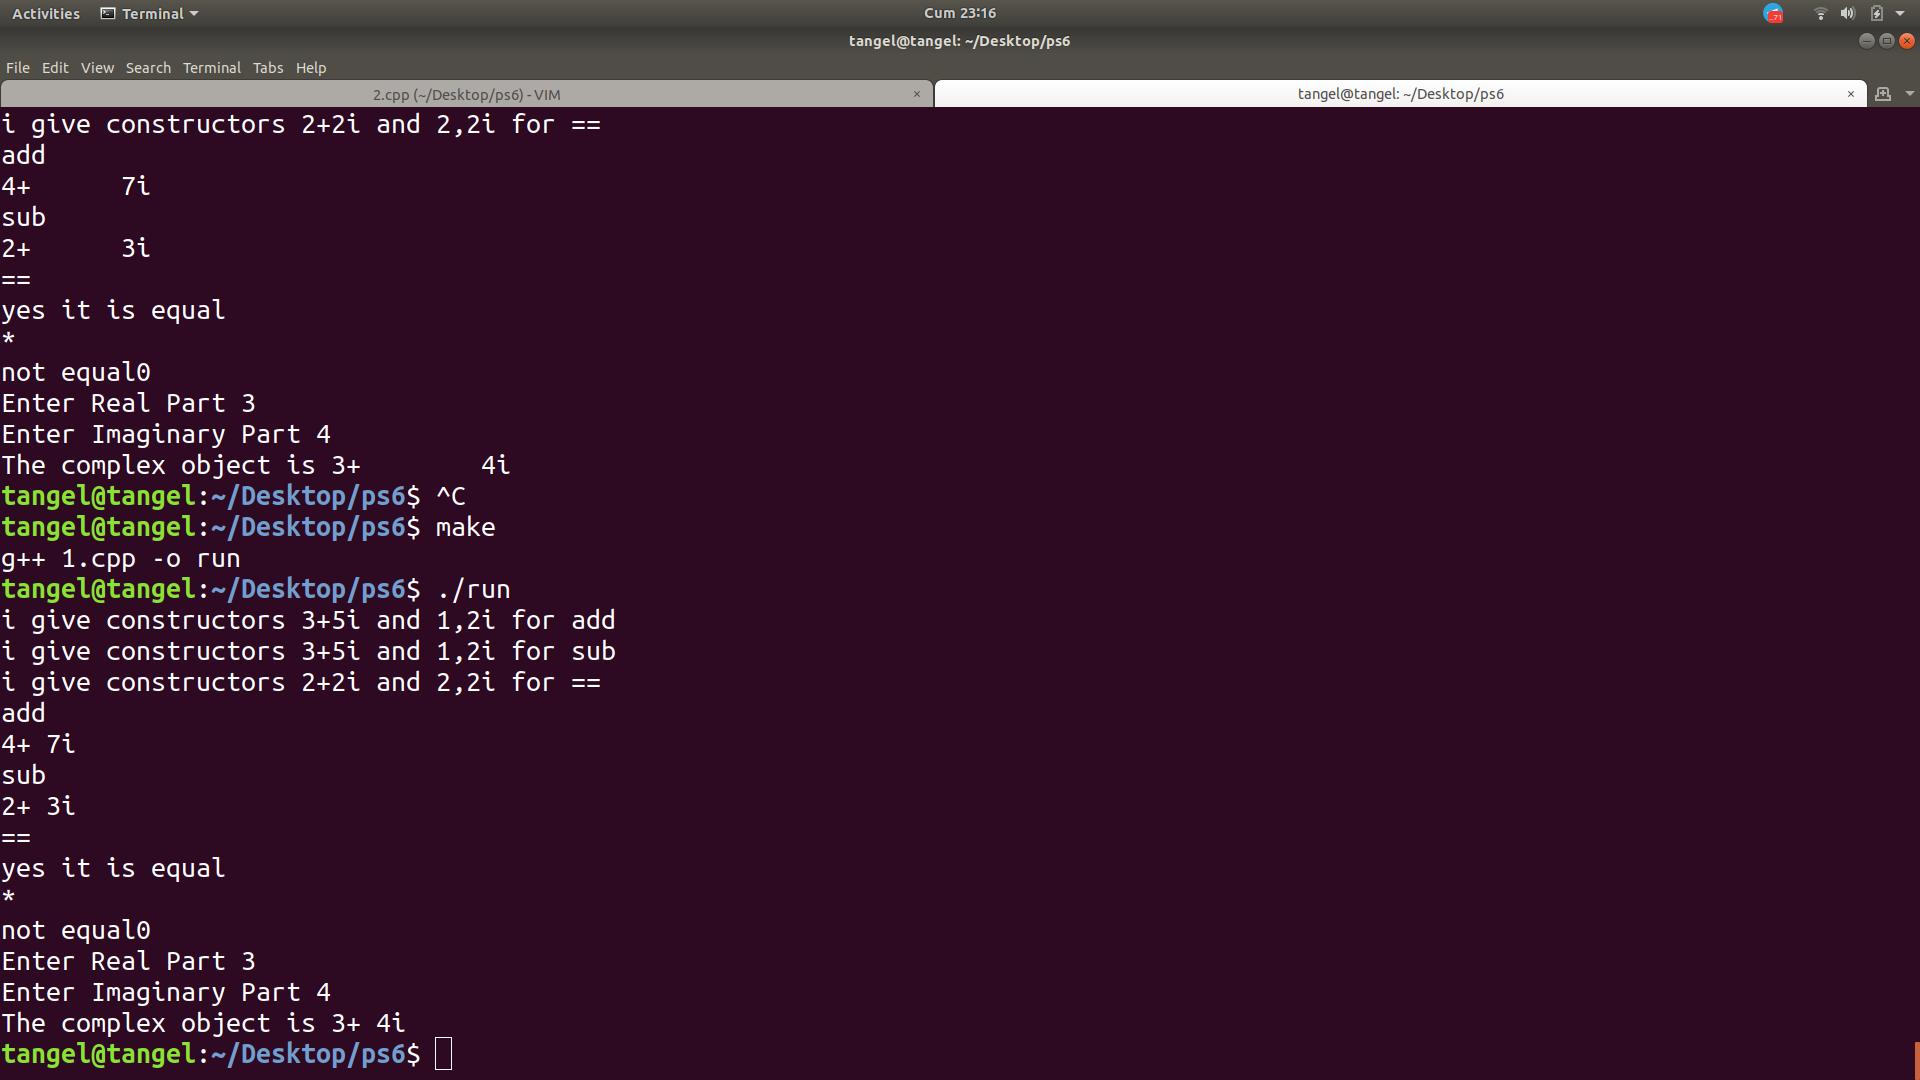 Activities Terminal Cum 23:16
tangel@tangel: ~/Desktop/ps6
File Edit View Search Terminal Tabs Help
2.cpp (~/Desktop/ps6) - VIM × tangel@tangel: ~/Desktop/ps6 ×
i give constructors 2+2i and 2,2i for ==
add
4+      7i
sub
2+      3i
==
yes it is equal
*
not equal0
Enter Real Part 3
Enter Imaginary Part 4
The complex object is 3+        4i
tangel@tangel:~/Desktop/ps6$ ^C
tangel@tangel:~/Desktop/ps6$ make
g++ 1.cpp -o run
tangel@tangel:~/Desktop/ps6$ ./run
i give constructors 3+5i and 1,2i for add
i give constructors 3+5i and 1,2i for sub
i give constructors 2+2i and 2,2i for ==
add
4+ 7i
sub
2+ 3i
==
yes it is equal
*
not equal0
Enter Real Part 3
Enter Imaginary Part 4
The complex object is 3+ 4i
tangel@tangel:~/Desktop/ps6$